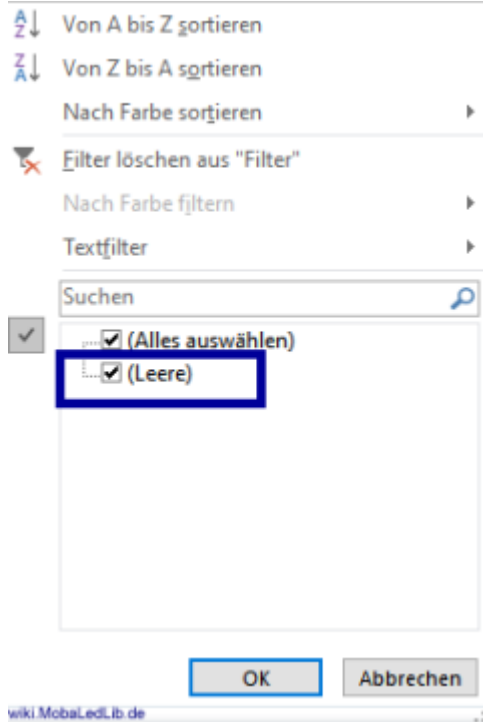 Von A bis Z sortieren
Von Z bis A sortieren
Nach Farbe sortieren
Filter löschen aus "Filter"
Nach Farbe filtern
Textfilter
Suchen
(Alles auswählen)
(Leere)
OK Abbrechen
wiki.MobaLedLib.de